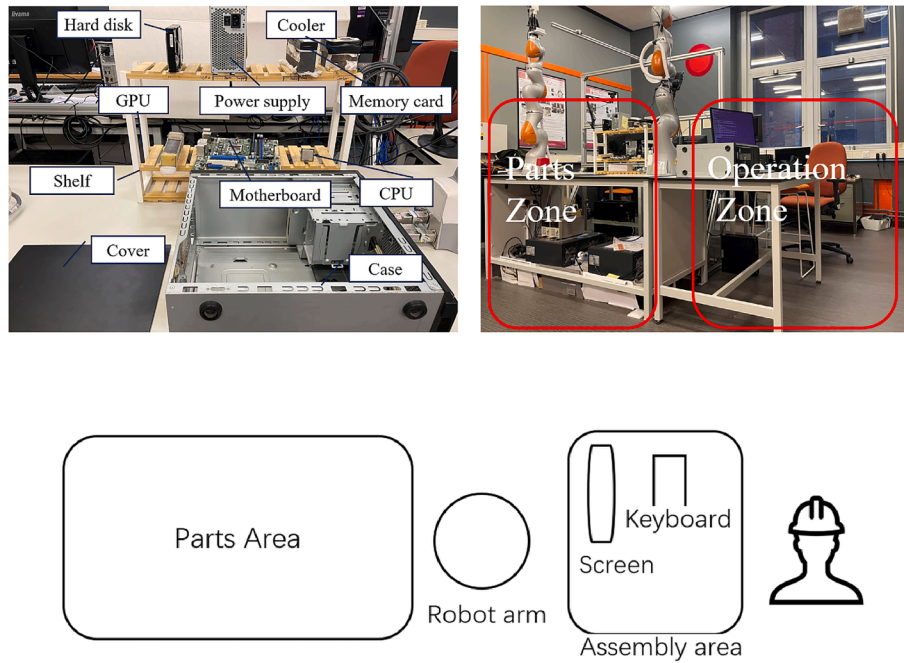 Hard disk
Cooler
GPU
Power supply
Memory card
Shelf
Motherboard
CPU
Cover
Case
Parts
Zone
Operation
Zone
Parts Area
Robot arm
Screen
Keyboard
Assembly area